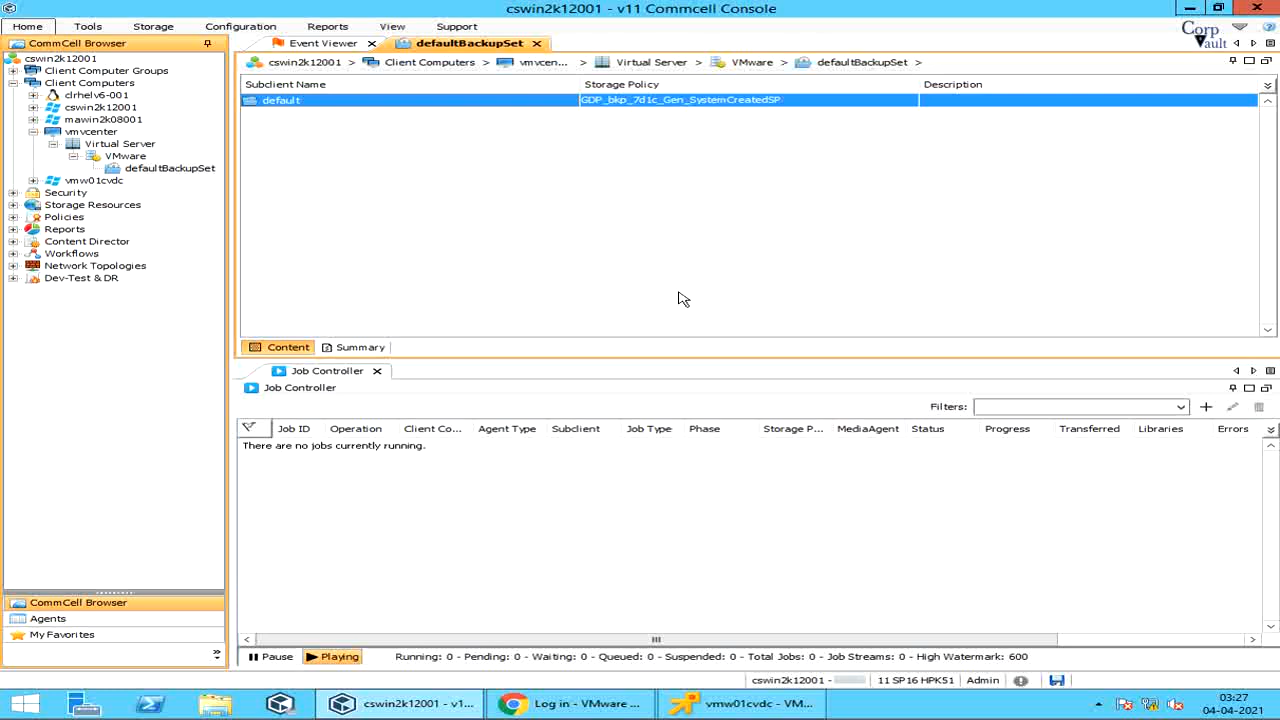 cswin2k12001 - v11 Commcell Console
Home Tools Storage Configuration Reports View Support
Corp Vault
CommCell Browser
cswin2k12001
Client Computer Groups
Client Computers
clrhelv6-001
cswin2k12001
mawin2k08001
vmvcenter
Virtual Server
VMware
defaultBackupSet
vmw01cvdc
Security
Storage Resources
Policies
Reports
Content Director
Workflows
Network Topologies
Dev-Test & DR
CommCell Browser
Agents
My Favorites
Event Viewer defaultBackupSet
cswin2k12001 > Client Computers > vmvcen... > Virtual Server > VMware > defaultBackupSet >
Subclient Name Storage Policy Description
default GDP_bkp_7d1c_Gen_SystemCreatedSP
Content Summary
Job Controller
Job Controller
Filters:
Job ID Operation Client Co... Agent Type Subclient Job Type Phase Storage P... MediaAgent Status Progress Transferred Libraries Errors
There are no jobs currently running.
Pause Playing Running: 0 - Pending: 0 - Waiting: 0 - Queued: 0 - Suspended: 0 - Total Jobs: 0 - Job Streams: 0 - High Watermark: 600
cswin2k12001 - 11 SP16 HPK51 Admin
cswin2k12001 - v1... Log in - VMware ... vmw01cvdc - VM...
03:27
04-04-2021